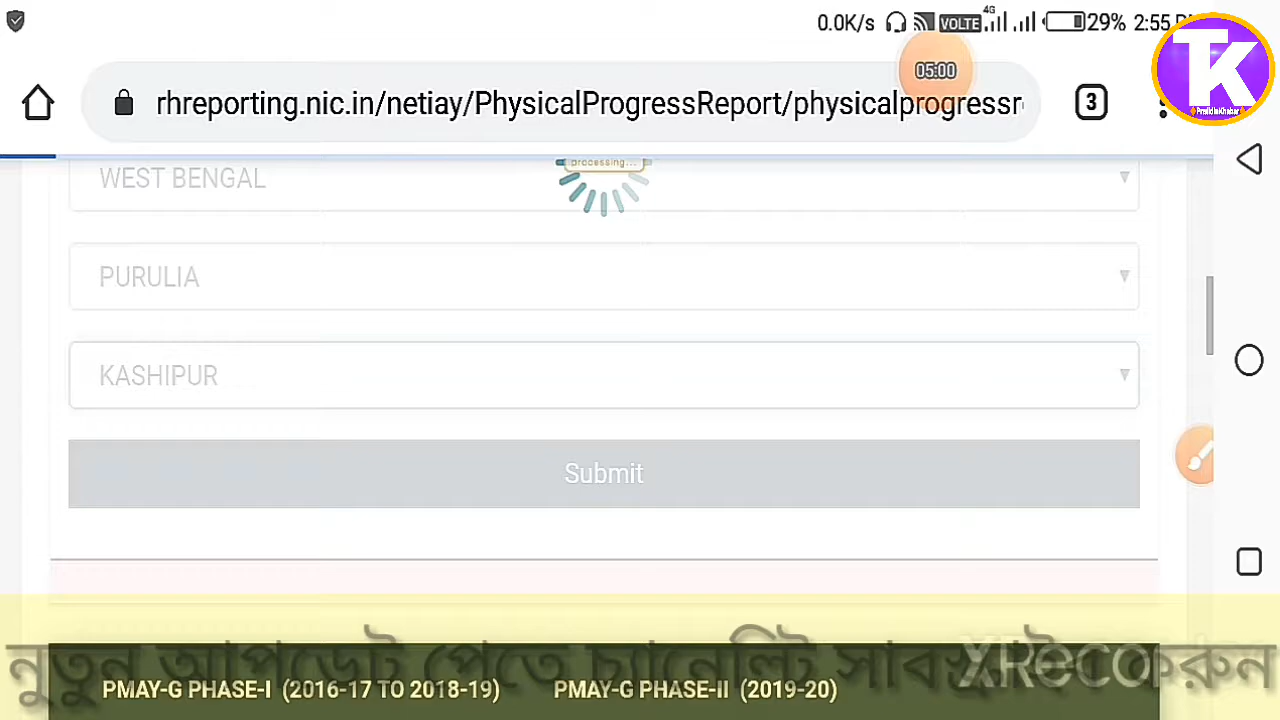 0.0K/s VOLTE 4G 29% 2:55
05:00
rhreporting.nic.in/netiay/PhysicalProgressReport/physicalprogressr
3
TK
processing...
WEST BENGAL
PURULIA
KASHIPUR
Submit
নুতুন আপডেট পেতে চ্যানেলটি সাবস্ক্রাইব করুন
XRecorder
PMAY-G PHASE-I (2016-17 TO 2018-19) PMAY-G PHASE-II (2019-20)